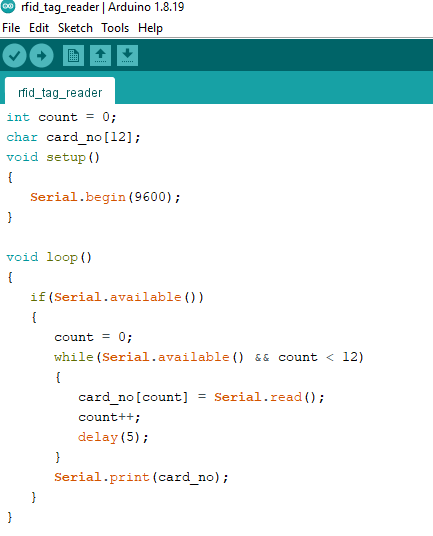 rfid_tag_reader | Arduino 1.8.19
File Edit Sketch Tools Help
rfid_tag_reader
int count = 0;
char card_no[12];
void setup()
{
   Serial.begin(9600);
}

void loop()
{
   if(Serial.available())
   {
      count = 0;
      while(Serial.available() && count < 12)
      {
         card_no[count] = Serial.read();
         count++;
         delay(5);
      }
      Serial.print(card_no);
   }
}